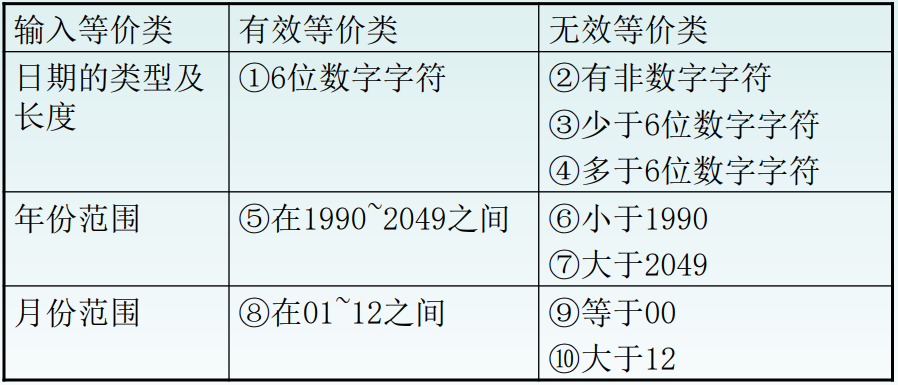 输入等价类 有效等价类 无效等价类
日期的类型及长度 ①6位数字字符 ②有非数字字符
③少于6位数字字符
④多于6位数字字符
年份范围 ⑤在1990~2049之间 ⑥小于1990
⑦大于2049
月份范围 ⑧在01~12之间 ⑨等于00
⑩大于12